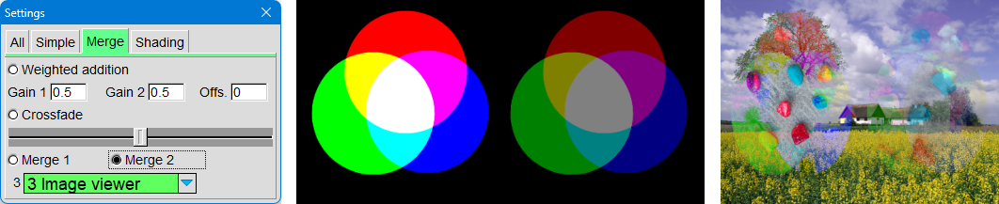 Settings
All Simple Merge Shading
Weighted addition
Gain 1 0.5 Gain 2 0.5 Offs. 0
Crossfade
Merge 1 Merge 2
3 3 Image viewer